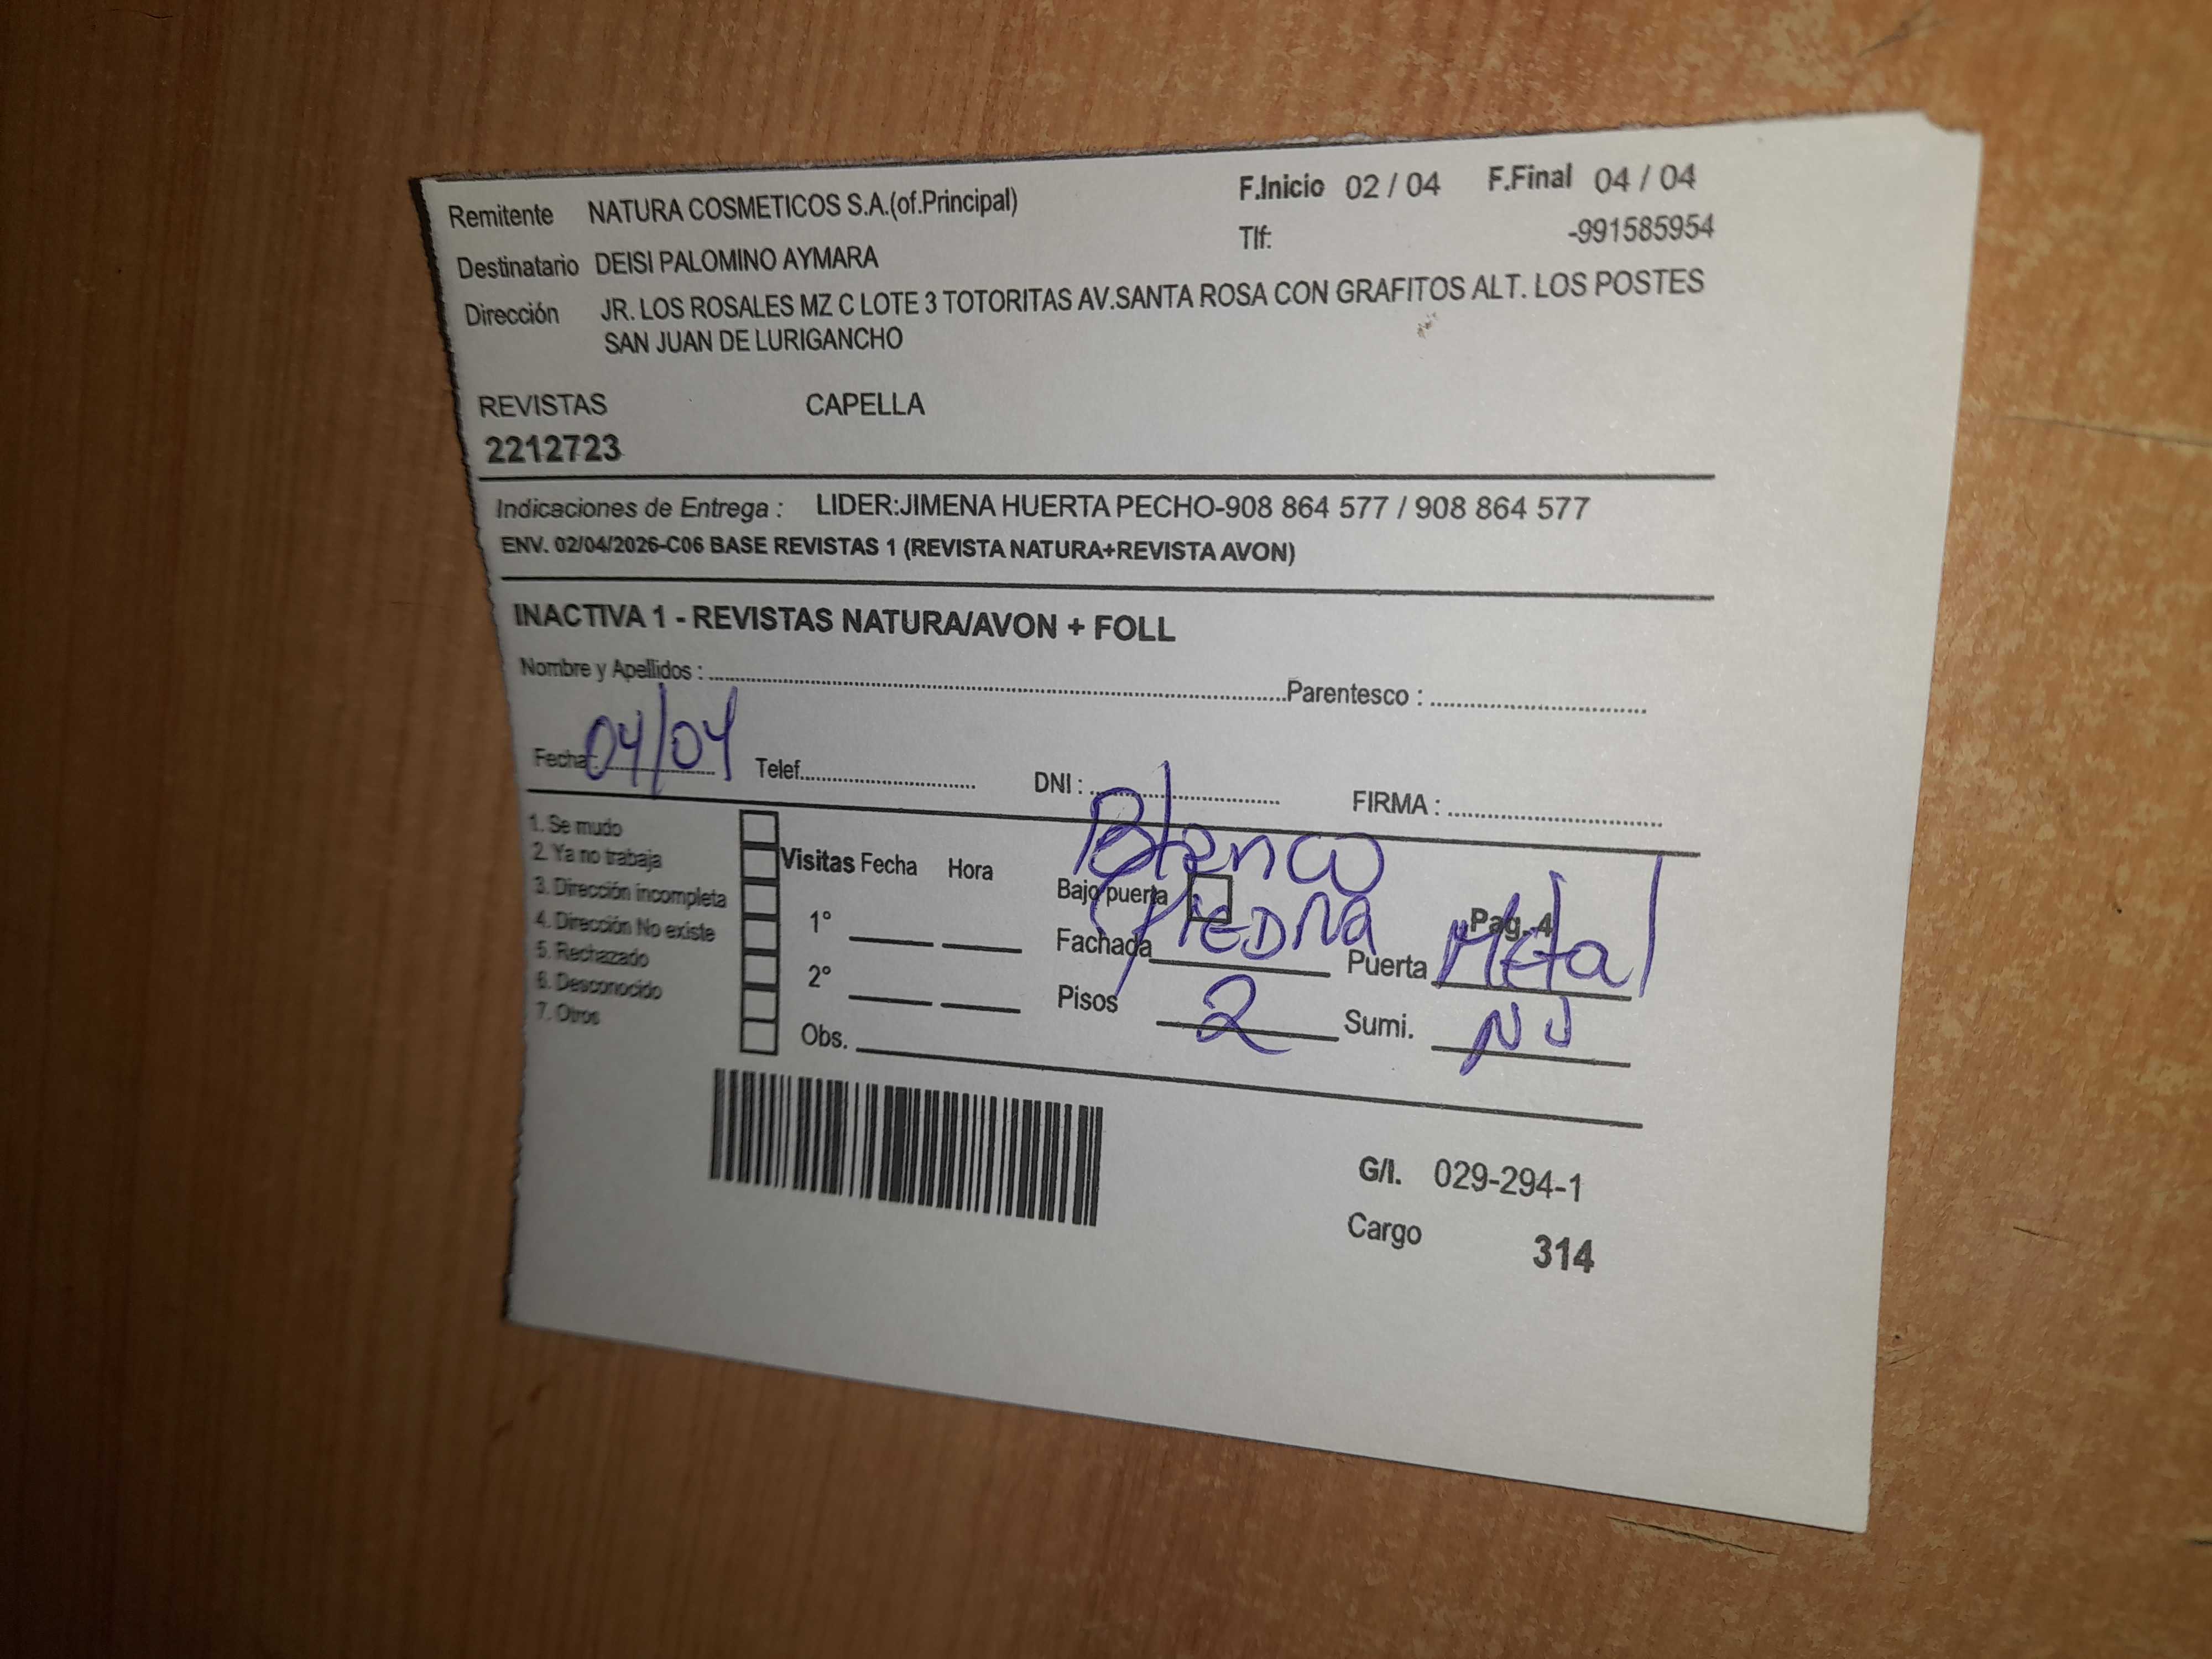 Remitente NATURA COSMETICOS S.A.(of.Principal) F.Inicio 02 / 04 F.Final 04 / 04
Tlf: -991585954
Destinatario DEISI PALOMINO AYMARA
Dirección JR. LOS ROSALES MZ C LOTE 3 TOTORITAS AV.SANTA ROSA CON GRAFITOS ALT. LOS POSTES
SAN JUAN DE LURIGANCHO
REVISTAS CAPELLA
2212723
Indicaciones de Entrega : LIDER:JIMENA HUERTA PECHO-908 864 577 / 908 864 577
ENV. 02/04/2026-C06 BASE REVISTAS 1 (REVISTA NATURA+REVISTA AVON)
INACTIVA 1 - REVISTAS NATURA/AVON + FOLL
Nombre y Apellidos : Parentesco :
Fecha: 04/04 Telef. DNI : FIRMA :
1. Se mudo
2. Ya no trabaja
3. Dirección incompleta
4. Dirección No existe
5. Rechazado
6. Desconocido
7. Otros
Visitas Fecha Hora
1°
2°
Obs.
Blanco
Bajo puerta
Piedra Pag. 4
Fachada Puerta Metal
Pisos 2 Sumi.
G/I. 029-294-1
Cargo 314